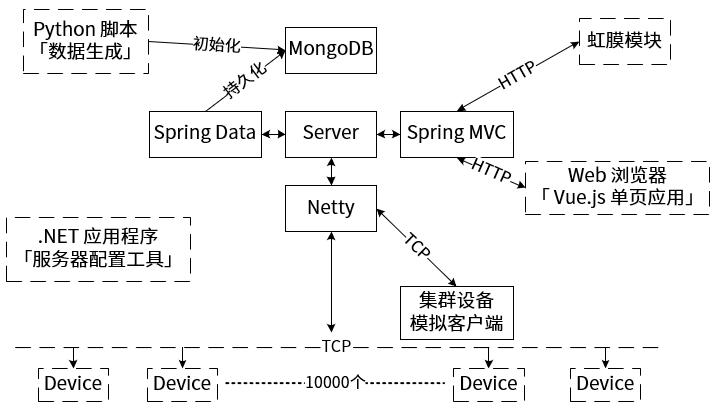 Python 脚本
「数据生成」
初始化
MongoDB
虹膜模块
持久化
HTTP
Spring Data
Server
Spring MVC
HTTP
Web 浏览器
「 Vue.js 单页应用」
Netty
.NET 应用程序
「服务器配置工具」
TCP
集群设备
模拟客户端
TCP
Device
Device
10000个
Device
Device